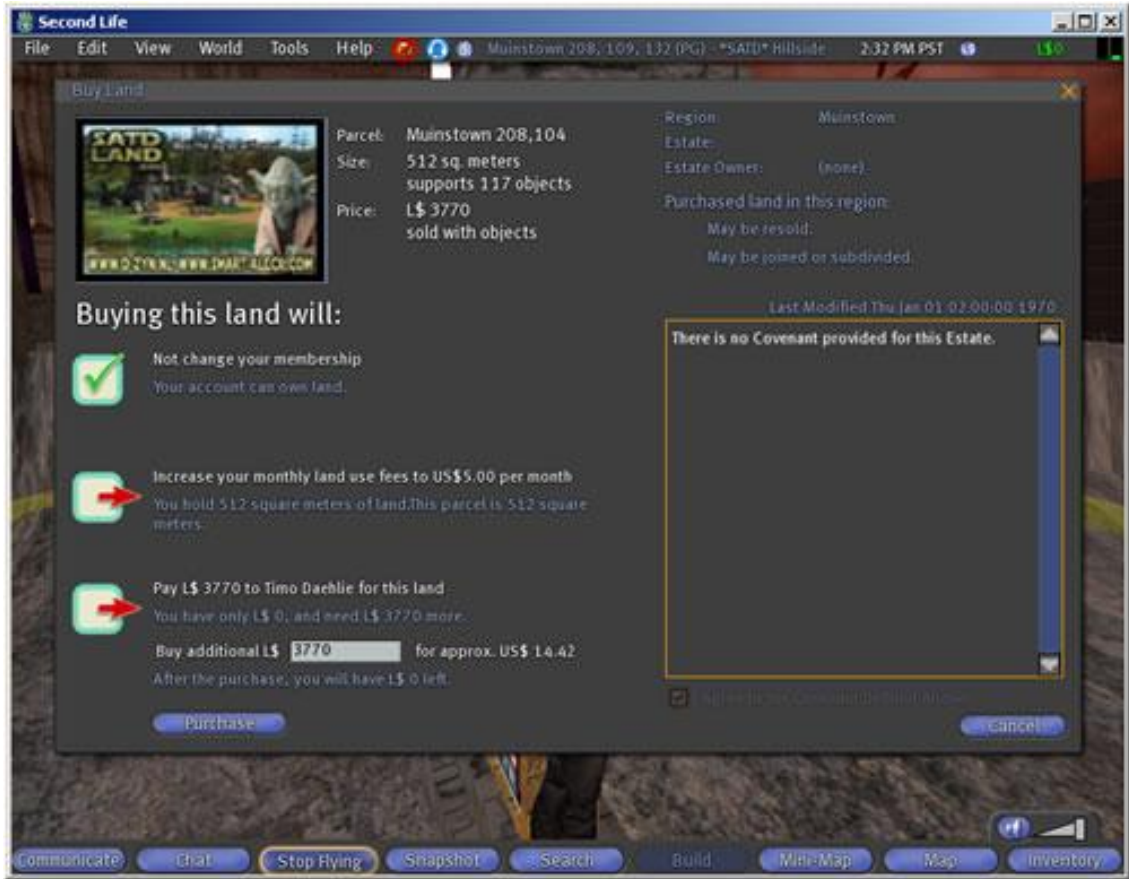 Second Life
File Edit View World Tools Help Muinstown 208, 109, 132 (PG) - *SATD* Hillside 2:32 PM PST L$0
Buy Land
SATD
LAND
Parcel: Muinstown 208,104
Size: 512 sq. meters
supports 117 objects
Price: L$ 3770
sold with objects
Region: Muinstown
Estate:
Estate Owner: (none)
Purchased land in this region:
May be resold.
May be joined or subdivided.
Buying this land will:
Last Modified Thu Jan 01 02:00:00 1970
There is no Covenant provided for this Estate.
Not change your membership
Your account can own land.
Increase your monthly land use fees to US$5.00 per month
You hold 512 square meters of land.This parcel is 512 square
meters.
Pay L$ 3770 to Timo Daehlie for this land
You have only L$ 0, and need L$ 3770 more.
Buy additional L$ 3770 for approx. US$ 14.42
After the purchase, you will have L$ 0 left.
Purchase
Cancel
Communicate Chat Stop Flying Snapshot Search Build Mini-Map Map Inventory